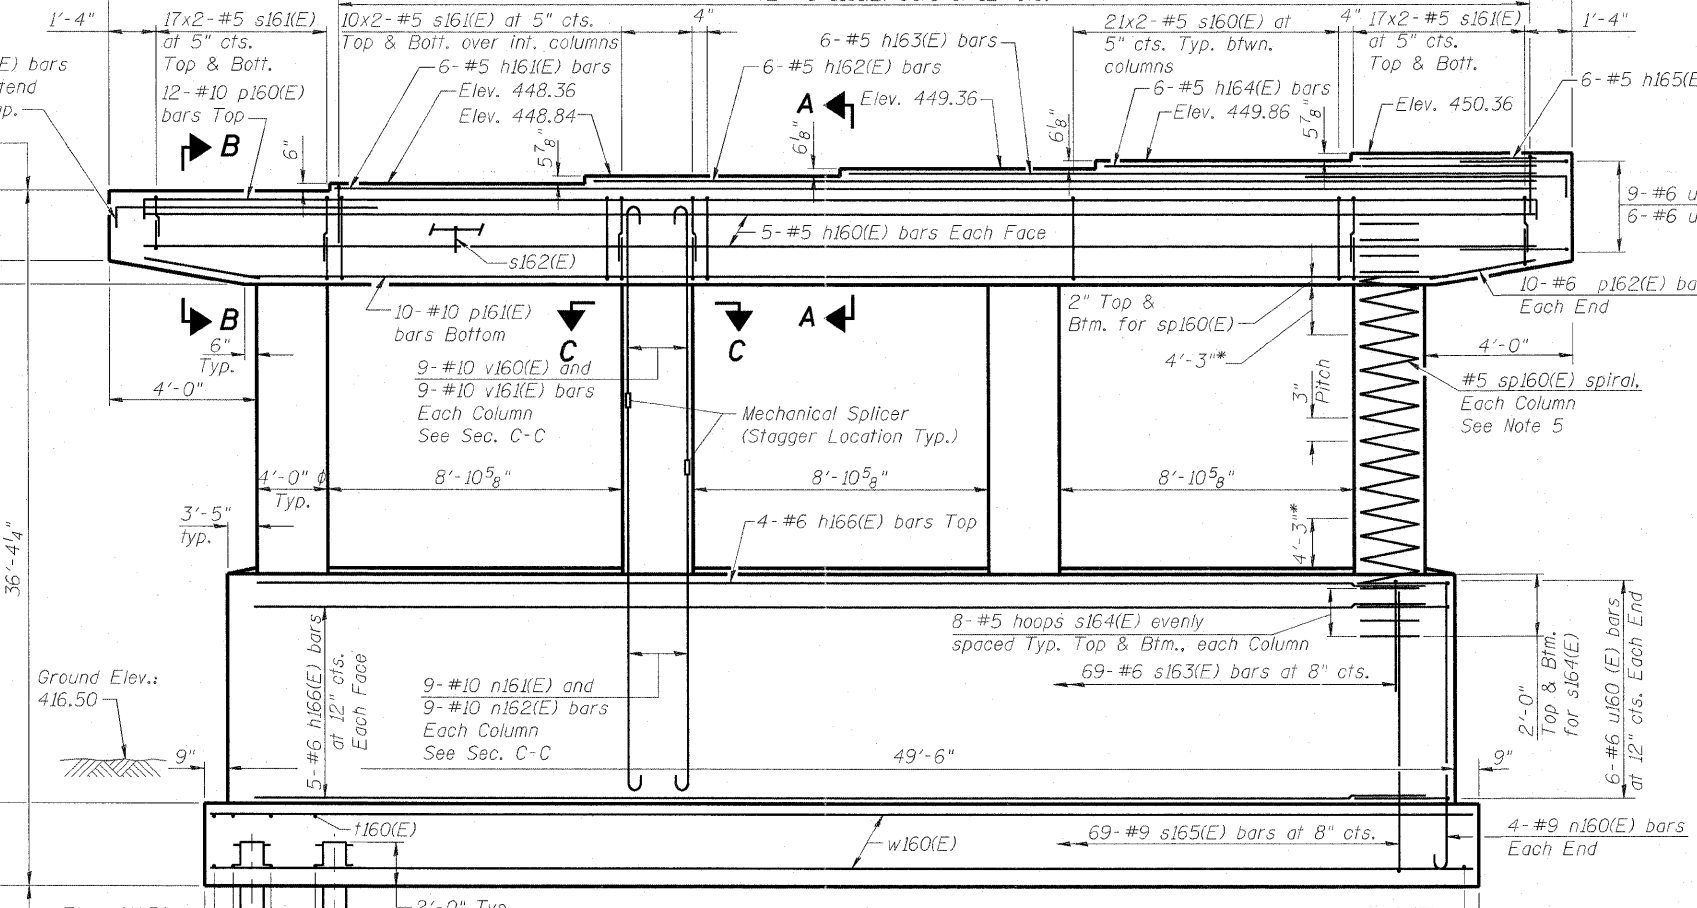 1'-4"
17x2-#5 s161(E)
at 5" cts.
Top & Bott.
10x2-#5 s161(E) at 5" cts.
Top & Bott. over int. columns
4"
6-#5 h163(E) bars
21x2-#5 s160(E) at
5" cts. Typ. btwn.
columns
4"
17x2-#5 s161(E)
at 5" cts.
Top & Bott.
1'-4"
E) bars
tend
p.
12-#10 p160(E)
bars Top
6-#5 h161(E) bars
Elev. 448.36
Elev. 448.84
6-#5 h162(E) bars
A
Elev. 449.36
6-#5 h164(E) bars
Elev. 449.86
Elev. 450.36
6-#5 h165(E
B
6"
5 7/8"
6 1/8"
6 1/8"
5 7/8"
9-#6 u
6-#6 u
5-#5 h160(E) bars Each Face
s162(E)
B
6"
Typ.
4'-0"
10-#10 p161(E)
bars Bottom
C
C
A
2" Top &
Btm. for sp160(E)
10-#6 p162(E) ba
Each End
4'-3"*
4'-0"
9-#10 v160(E) and
9-#10 v161(E) bars
Each Column
See Sec. C-C
Mechanical Splicer
(Stagger Location Typ.)
3"
Pitch
#5 sp160(E) spiral.
Each Column
See Note 5
4'-0" ϕ
Typ.
8'-10 5/8"
8'-10 5/8"
8'-10 5/8"
3'-5"
typ.
4-#6 h166(E) bars Top
4'-3"*
36'-4 1/4"
8-#5 hoops s164(E) evenly
spaced Typ. Top & Btm., each Column
69-#6 s163(E) bars at 8" cts.
2'-0"
Top & Btm.
for s164(E)
6-#6 u160 (E) bars
at 12" cts. Each End
Ground Elev.:
416.50
5-#6 h166(E) bars
at 12" cts.
Each Face
9-#10 n161(E) and
9-#10 n162(E) bars
Each Column
See Sec. C-C
9"
49'-6"
9"
t160(E)
w160(E)
69-#9 s165(E) bars at 8" cts.
4-#9 n160(E) bars
Each End
2'-0" Typ.